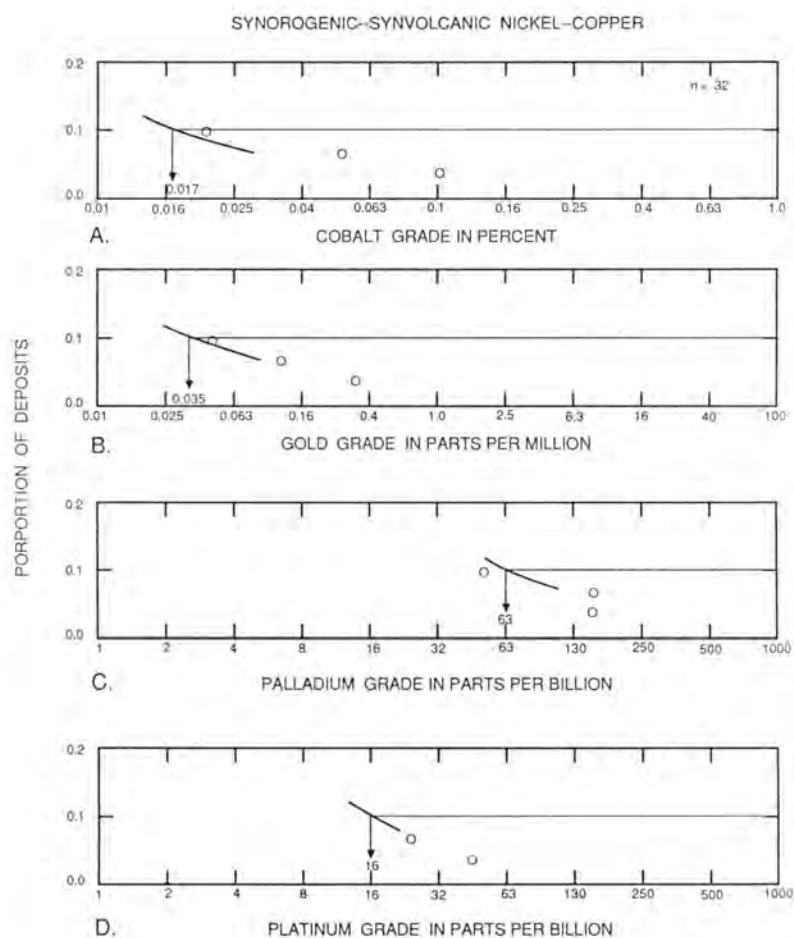 SYNOROGENIC-SYNVOLCANIC NICKEL-COPPER
PORPORTION OF DEPOSITS
0.2
n = 32
0.1
0.017
0.0
0.01 0.016 0.025 0.04 0.063 0.1 0.16 0.25 0.4 0.63 1.0
A. COBALT GRADE IN PERCENT
0.2
0.1
0.035
0.0
0.01 0.025 0.063 0.16 0.4 1.0 2.5 6.3 16 40 100
B. GOLD GRADE IN PARTS PER MILLION
0.2
0.1
63
0.0
1 2 4 8 16 32 63 130 250 500 1000
C. PALLADIUM GRADE IN PARTS PER BILLION
0.2
0.1
16
0.0
1 2 4 8 16 32 63 130 250 500 1000
D. PLATINUM GRADE IN PARTS PER BILLION